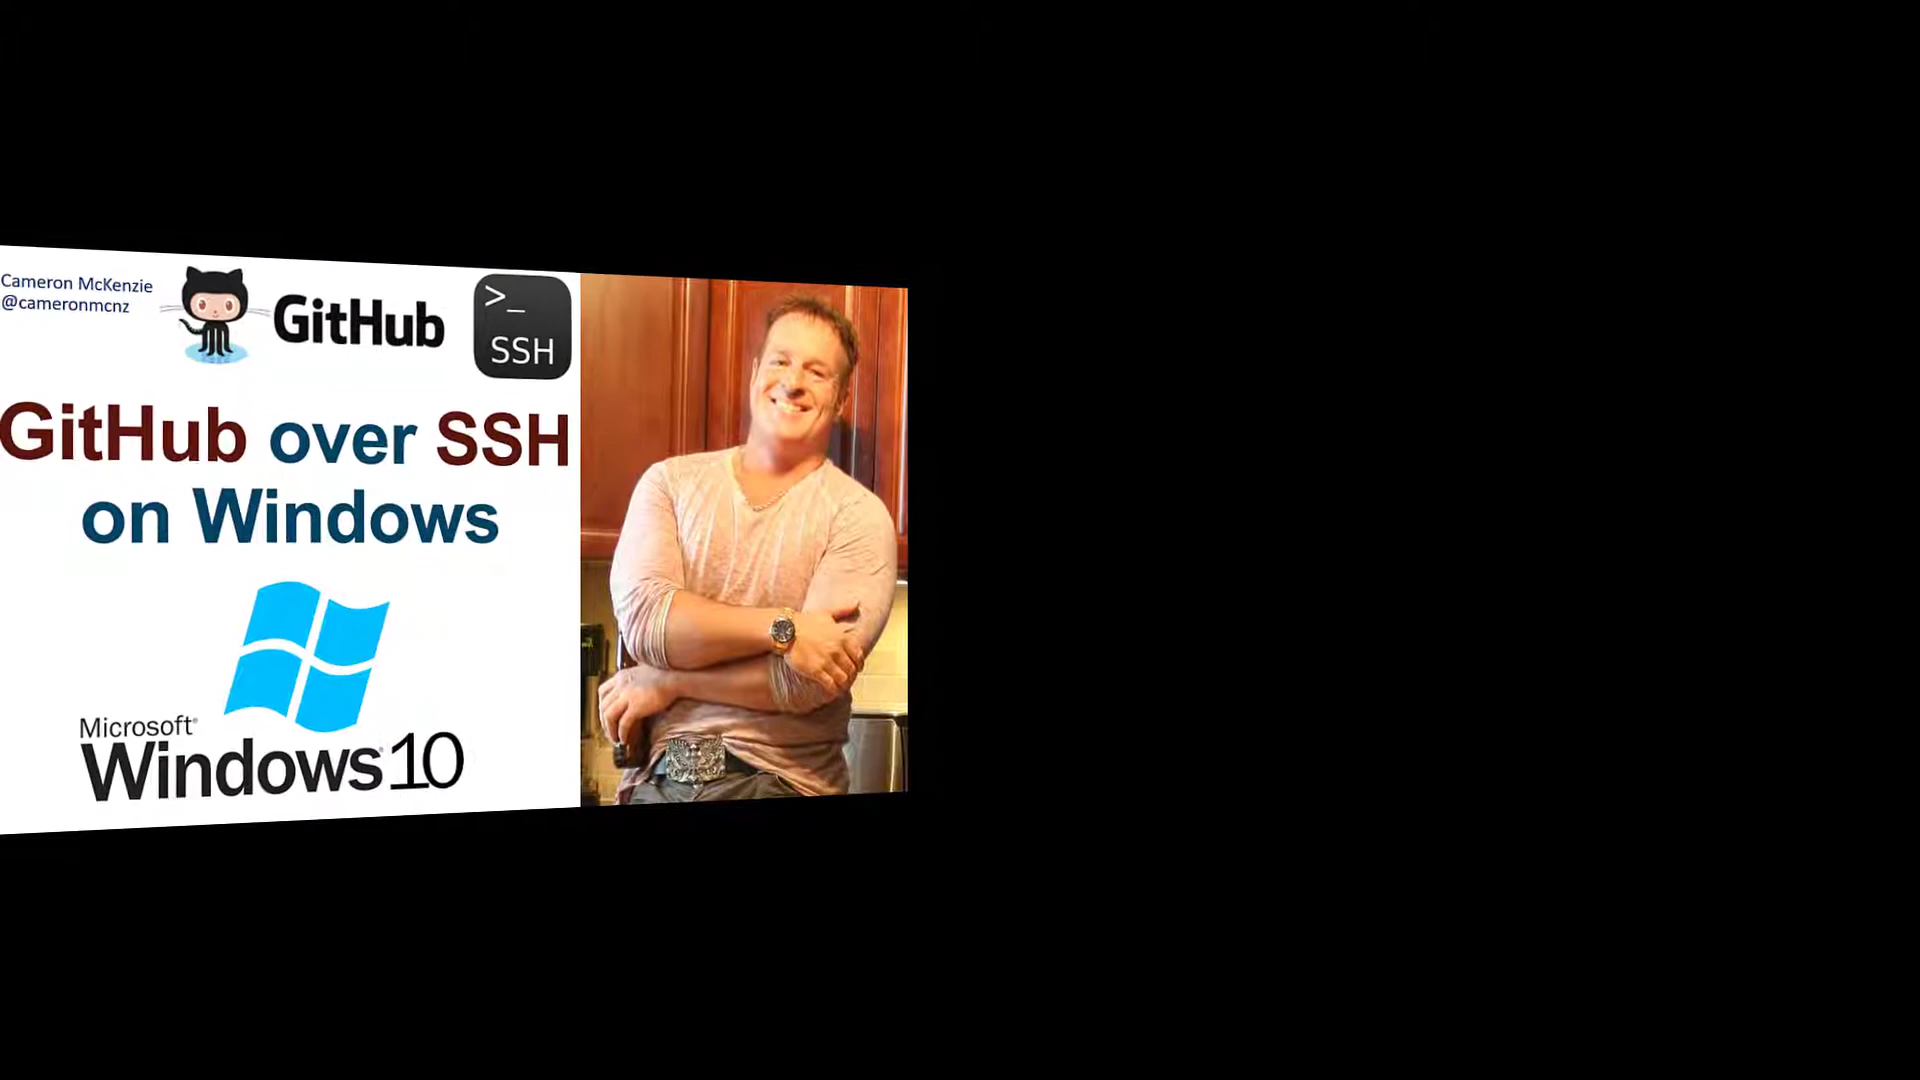 Cameron McKenzie
@cameronmcnz
GitHub
>_
SSH
GitHub over SSH
on Windows
Microsoft®
Windows®10